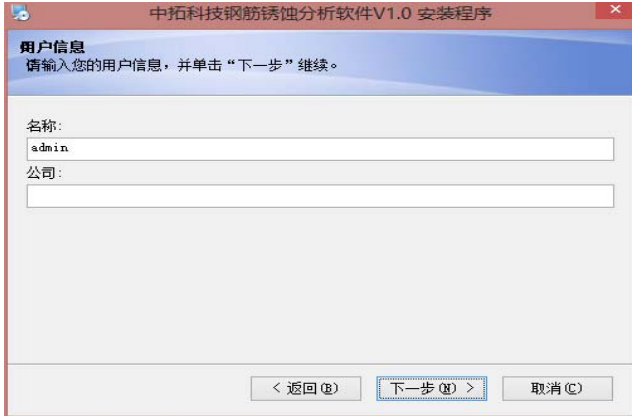 中拓科技钢筋锈蚀分析软件V1.0 安装程序
用户信息
请输入您的用户信息，并单击“下一步”继续。
名称:
admin
公司:
< 返回(B)
下一步(N) >
取消(C)